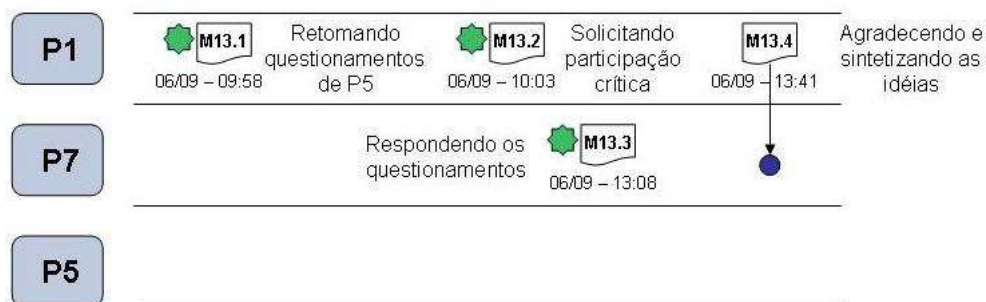 P1
M13.1
06/09 – 09:58
Retomando
questionamentos
de P5
M13.2
06/09 – 10:03
Solicitando
participação
crítica
M13.4
06/09 – 13:41
Agradecendo e
sintetizando as
idéias
P7
Respondendo os
questionamentos
M13.3
06/09 – 13:08
P5